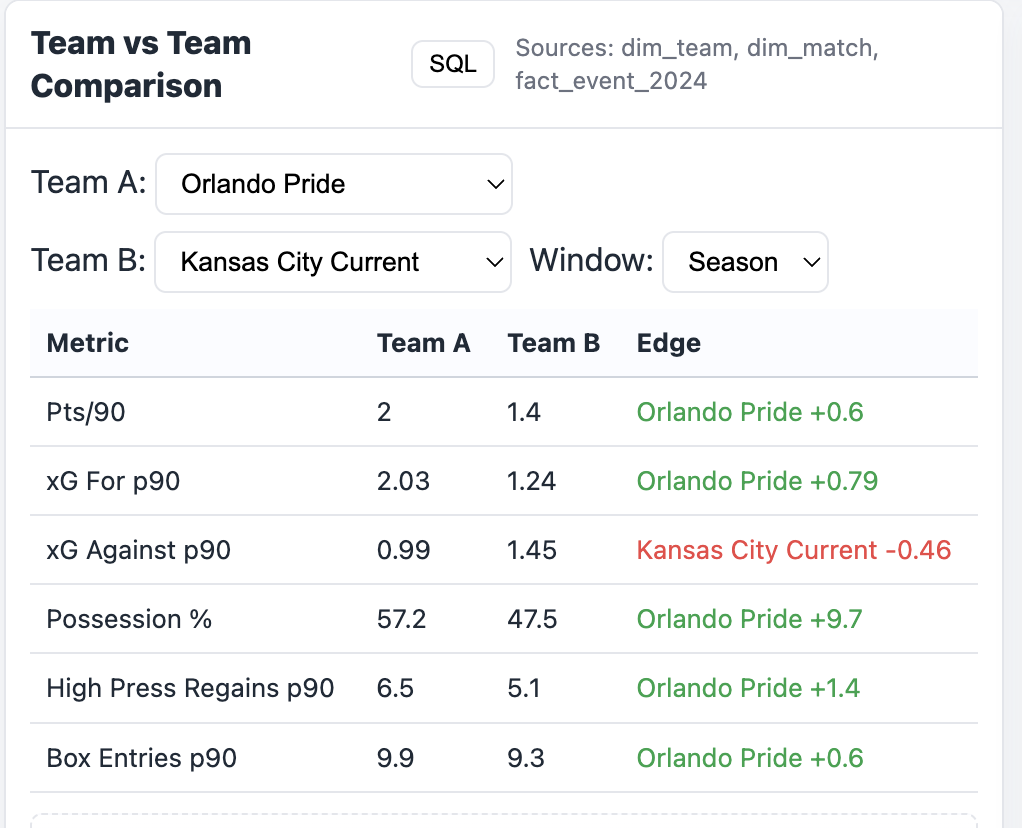 Team vs Team
Comparison
SQL
Sources: dim_team, dim_match,
fact_event_2024
Team A: Orlando Pride
Team B: Kansas City Current Window: Season
Metric Team A Team B Edge
Pts/90 2 1.4 Orlando Pride +0.6
xG For p90 2.03 1.24 Orlando Pride +0.79
xG Against p90 0.99 1.45 Kansas City Current -0.46
Possession % 57.2 47.5 Orlando Pride +9.7
High Press Regains p90 6.5 5.1 Orlando Pride +1.4
Box Entries p90 9.9 9.3 Orlando Pride +0.6